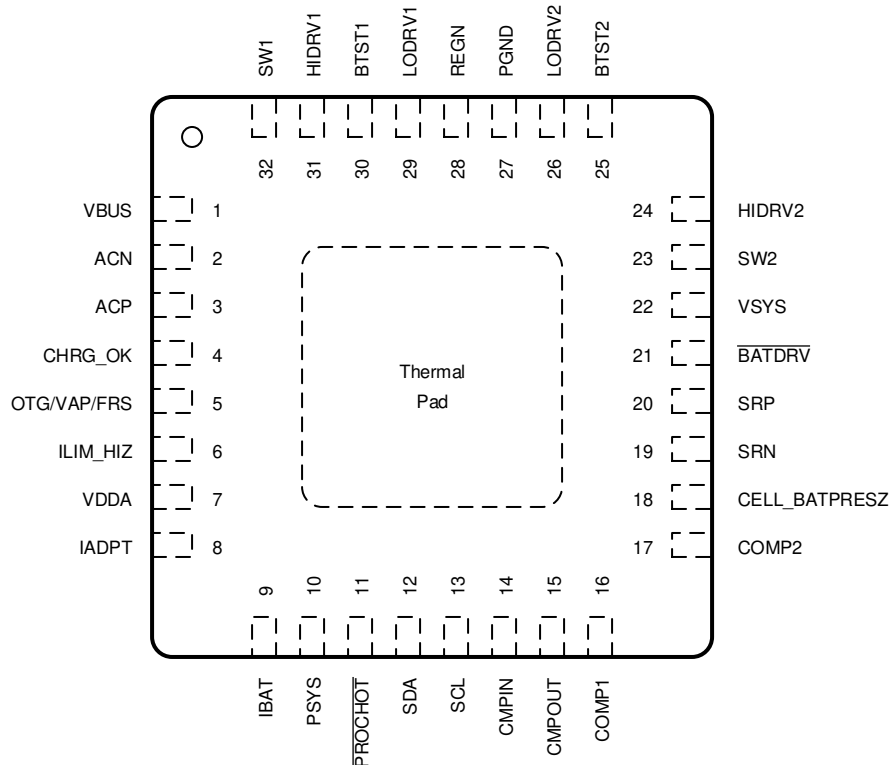 SW1
HIDRV1
BTST1
LODRV1
REGN
PGND
LODRV2
BTST2
32
31
30
29
28
27
26
25
VBUS 1
ACN 2
ACP 3
CHRG_OK 4
OTG/VAP/FRS 5
ILIM_HIZ 6
VDDA 7
IADPT 8
Thermal
Pad
24 HIDRV2
23 SW2
22 VSYS
21 BATDRV
20 SRP
19 SRN
18 CELL_BATPRESZ
17 COMP2
9
10
11
12
13
14
15
16
IBAT
PSYS
PROCHOT
SDA
SCL
CMPIN
CMPOUT
COMP1